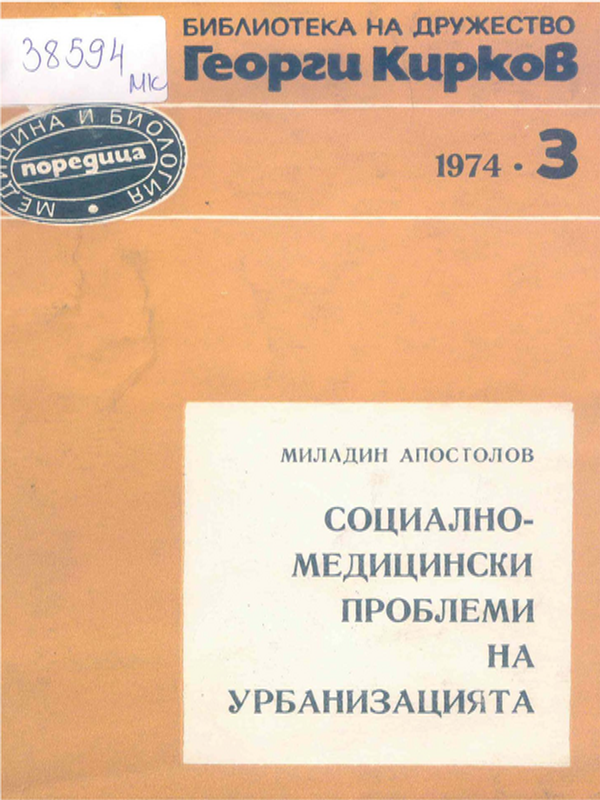 38594
МК
БИБЛИОТЕКА НА ДРУЖЕСТВО
Георги Кирков
МЕДИЦИНА И БИОЛОГИЯ
поредица
1974 · 3
МИЛАДИН АПОСТОЛОВ
СОЦИАЛНО-
МЕДИЦИНСКИ
ПРОБЛЕМИ
НА
УРБАНИЗАЦИЯТА